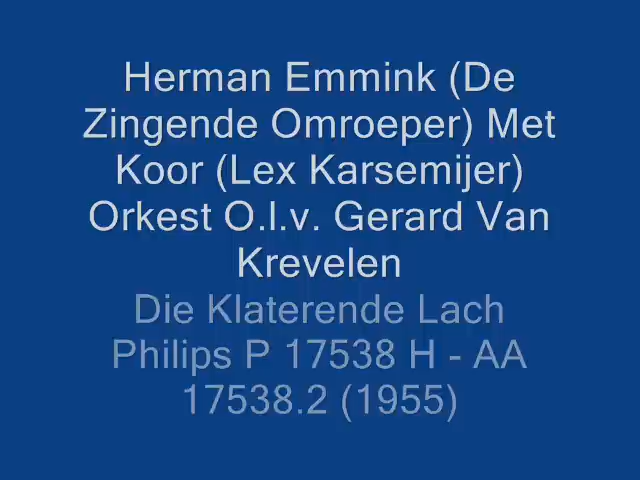 Herman Emmink (De
Zingende Omroeper) Met
Koor (Lex Karsemijer)
Orkest O.l.v. Gerard Van
Krevelen
Die Klaterende Lach
Philips P 17538 H - AA
17538.2 (1955)